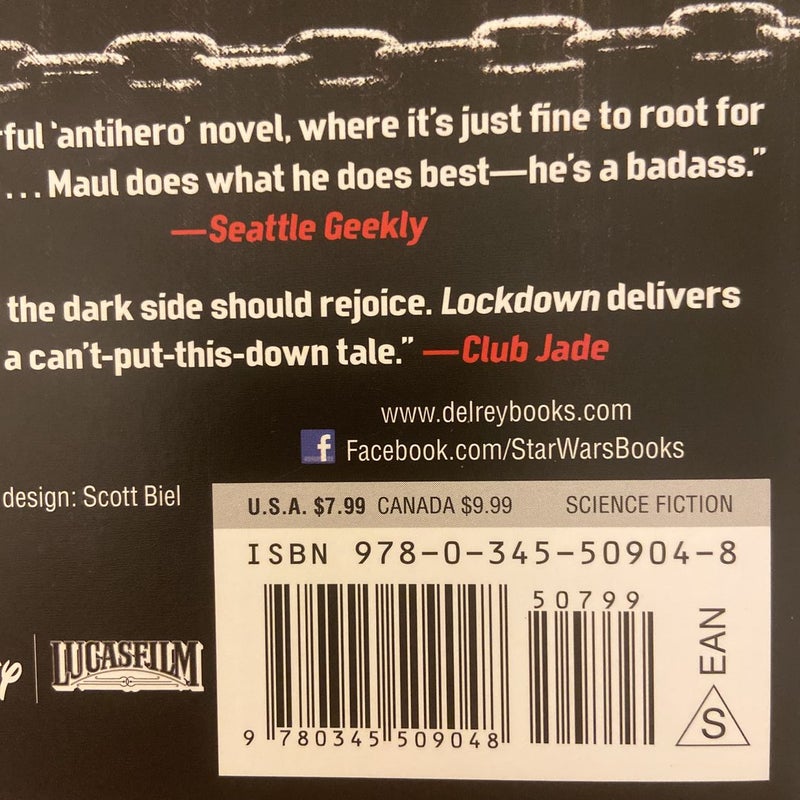 ‘antihero’ novel, where it’s just fine to root for
... Maul does what he does best—he’s a badass.”
—Seattle Geekly
the dark side should rejoice. Lockdown delivers
a can’t-put-this-down tale.” —Club Jade
www.delreybooks.com
f Facebook.com/StarWarsBooks
design: Scott Biel
U.S.A. $7.99 CANADA $9.99 SCIENCE FICTION
ISBN 978-0-345-50904-8
50799
EAN
S
9 780345 509048
LUCASFILM